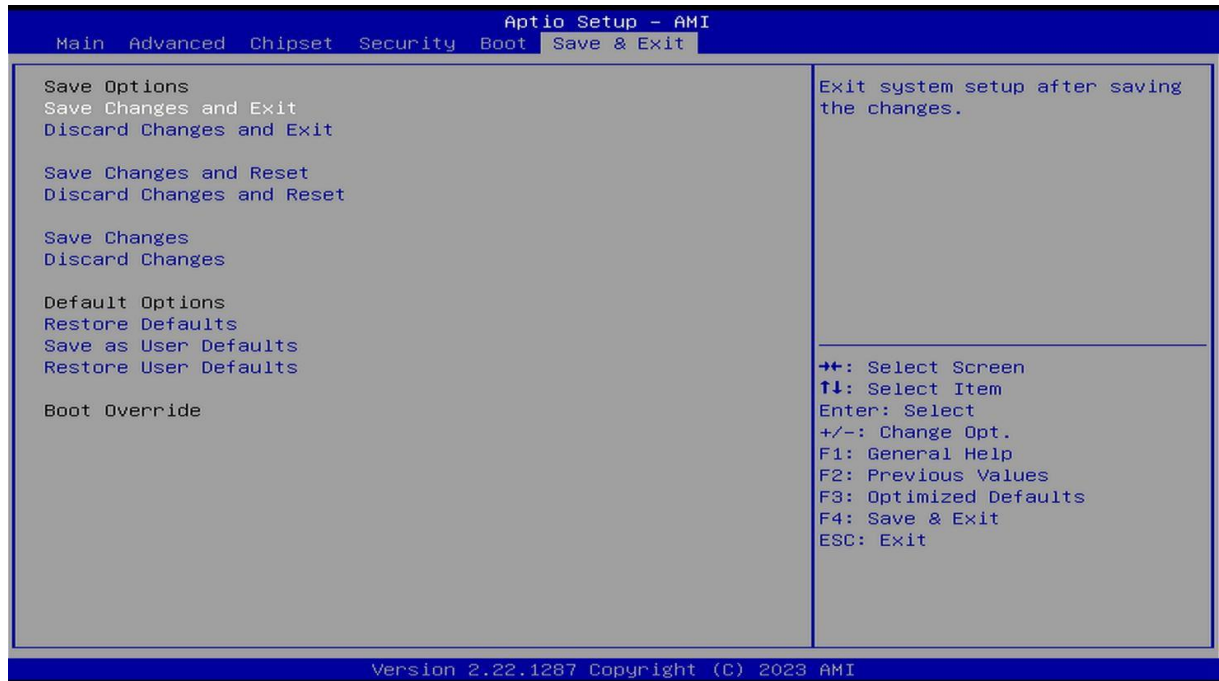 Aptio Setup – AMI
Main Advanced Chipset Security Boot Save & Exit
Save Options
Save Changes and Exit
Discard Changes and Exit
Save Changes and Reset
Discard Changes and Reset
Save Changes
Discard Changes
Default Options
Restore Defaults
Save as User Defaults
Restore User Defaults
Boot Override
Exit system setup after saving
the changes.
→←: Select Screen
↑↓: Select Item
Enter: Select
+/-: Change Opt.
F1: General Help
F2: Previous Values
F3: Optimized Defaults
F4: Save & Exit
ESC: Exit
Version 2.22.1287 Copyright (C) 2023 AMI